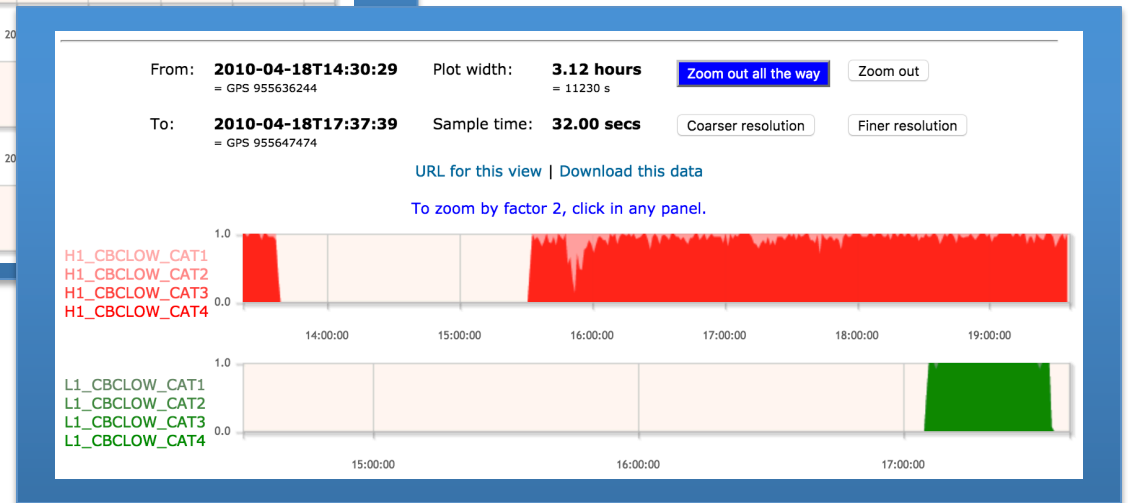 20
20
From: 2010-04-18T14:30:29 Plot width: 3.12 hours Zoom out all the way Zoom out
= GPS 955636244 = 11230 s
To: 2010-04-18T17:37:39 Sample time: 32.00 secs Coarser resolution Finer resolution
= GPS 955647474
URL for this view | Download this data
To zoom by factor 2, click in any panel.
1.0
H1_CBCLOW_CAT1
H1_CBCLOW_CAT2
H1_CBCLOW_CAT3
0.0
H1_CBCLOW_CAT4
14:00:00 15:00:00 16:00:00 17:00:00 18:00:00 19:00:00
1.0
L1_CBCLOW_CAT1
L1_CBCLOW_CAT2
L1_CBCLOW_CAT3
0.0
L1_CBCLOW_CAT4
15:00:00 16:00:00 17:00:00